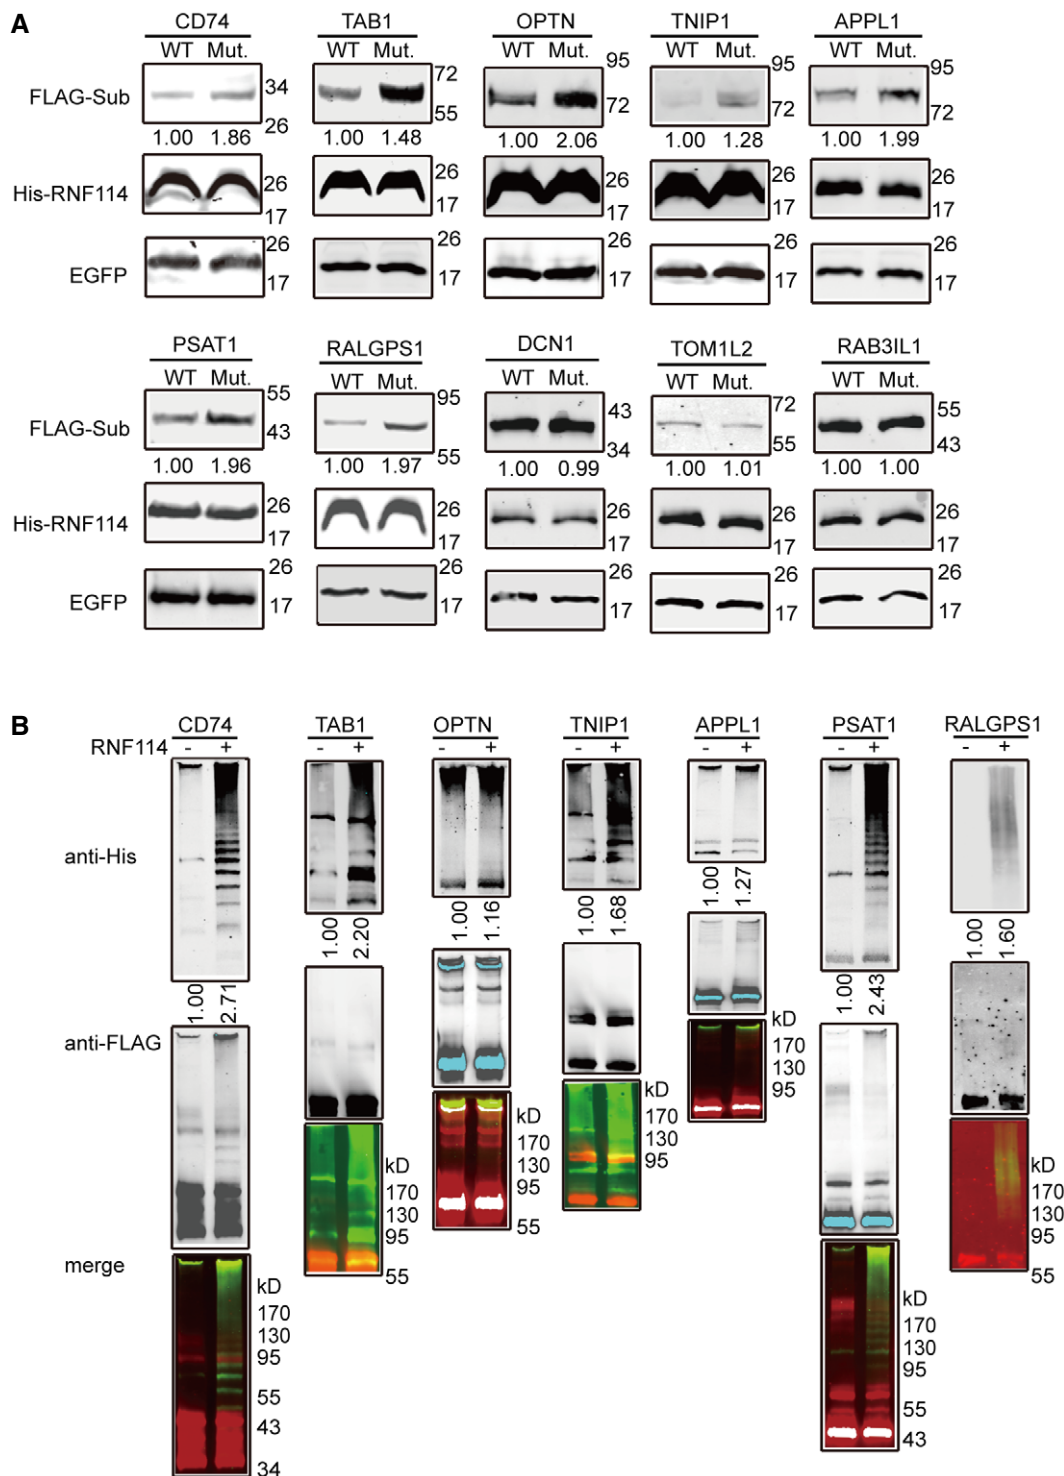 A
CD74 TAB1 OPTN TNIP1 APPL1
WT Mut. WT Mut. WT Mut. WT Mut. WT Mut.
FLAG-Sub 34 26 72 55 95 72 95 72 95 72
1.00 1.86 1.00 1.48 1.00 2.06 1.00 1.28 1.00 1.99
His-RNF114 26 17 26 17 26 17 26 17 26 17
EGFP 26 17 26 17 26 17 26 17 26 17
PSAT1 RALGPS1 DCN1 TOM1L2 RAB3IL1
WT Mut. WT Mut. WT Mut. WT Mut. WT Mut.
FLAG-Sub 55 43 95 55 43 34 72 55 55 43
1.00 1.96 1.00 1.97 1.00 0.99 1.00 1.01 1.00 1.00
His-RNF114 26 17 26 17 26 17 26 17 26 17
EGFP 26 17 26 17 26 17 26 17 26 17
B
CD74 TAB1 OPTN TNIP1 APPL1 PSAT1 RALGPS1
RNF114 - + - + - + - + - + - + - +
anti-His
1.00 2.71 1.00 2.20 1.00 1.16 1.00 1.68 1.00 1.27 1.00 2.43 1.00 1.60
anti-FLAG
merge
kD 170 130 95 55 43 34
kD 170 130 95 55
kD 170 130 95 55
kD 170 130 95
kD 170 130 95
kD 170 130 95 55 43
kD 170 130 95 55